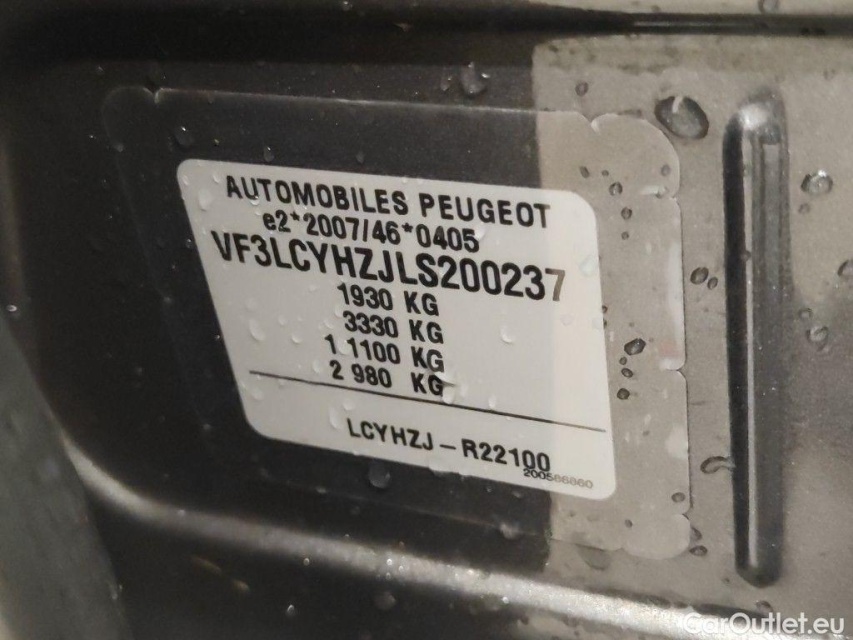 AUTOMOBILES PEUGEOT
e2*2007/46*0405
VF3LCYHZJLS200237
1930 KG
3330 KG
1 1100 KG
2 980 KG
LCYHZJ-R22100
200566860
CarOutlet.eu